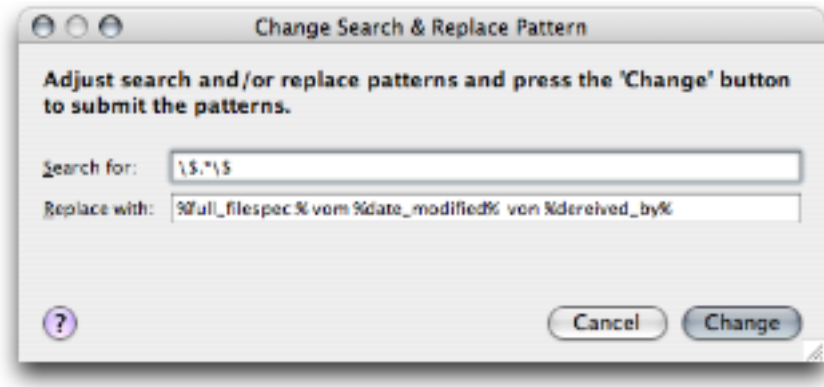 Change Search & Replace Pattern
Adjust search and/or replace patterns and press the 'Change' button
to submit the patterns.
Search for: \$.*\$
Replace with: %full_filespec% vom %date_modified% von %dereived_by%
? Cancel Change